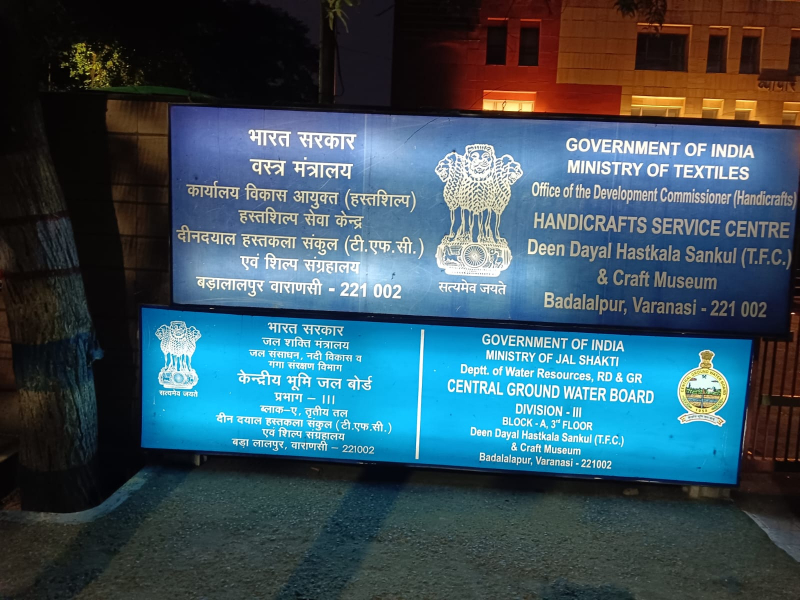 भारत सरकार
वस्त्र मंत्रालय
कार्यालय विकास आयुक्त (हस्तशिल्प)
हस्तशिल्प सेवा केन्द्र
दीनदयाल हस्तकला संकुल (टी.एफ.सी.)
एवं शिल्प संग्रहालय
बड़ालालपुर वाराणसी - 221 002
सत्यमेव जयते
GOVERNMENT OF INDIA
MINISTRY OF TEXTILES
Office of the Development Commissioner (Handicrafts)
HANDICRAFTS SERVICE CENTRE
Deen Dayal Hastkala Sankul (T.F.C.)
& Craft Museum
Badalalpur, Varanasi - 221 002
सत्यमेव जयते
भारत सरकार
जल शक्ति मंत्रालय
जल संसाधन, नदी विकास व
गंगा संरक्षण विभाग
केन्द्रीय भूमि जल बोर्ड
प्रभाग - III
ब्लाक-ए, तृतीय तल
दीन दयाल हस्तकला संकुल (टी.एफ.सी.)
एवं शिल्प संग्रहालय
बड़ा लालपुर, वाराणसी - 221002
GOVERNMENT OF INDIA
MINISTRY OF JAL SHAKTI
Deptt. of Water Resources, RD & GR
CENTRAL GROUND WATER BOARD
DIVISION - III
BLOCK - A, 3rd FLOOR
Deen Dayal Hastkala Sankul (T.F.C.)
& Craft Museum
Badalalapur, Varanasi - 221002